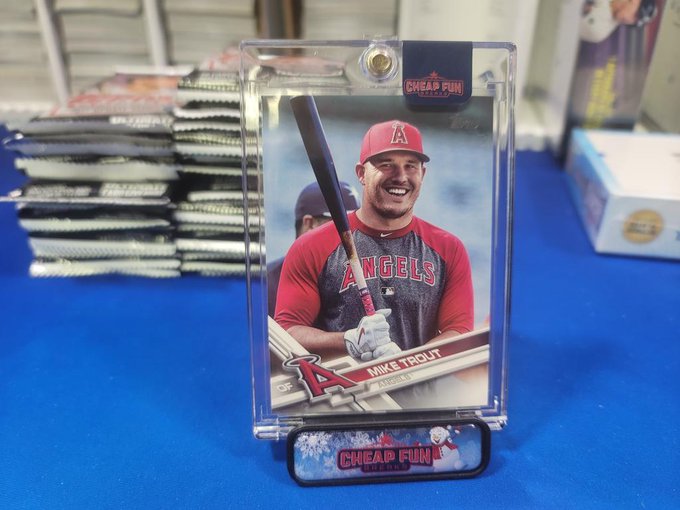 CHEAP FUN
BREAKS
A
ANGELS
OF
A
MIKE TROUT
ANGELS
CHEAP FUN
BREAKS